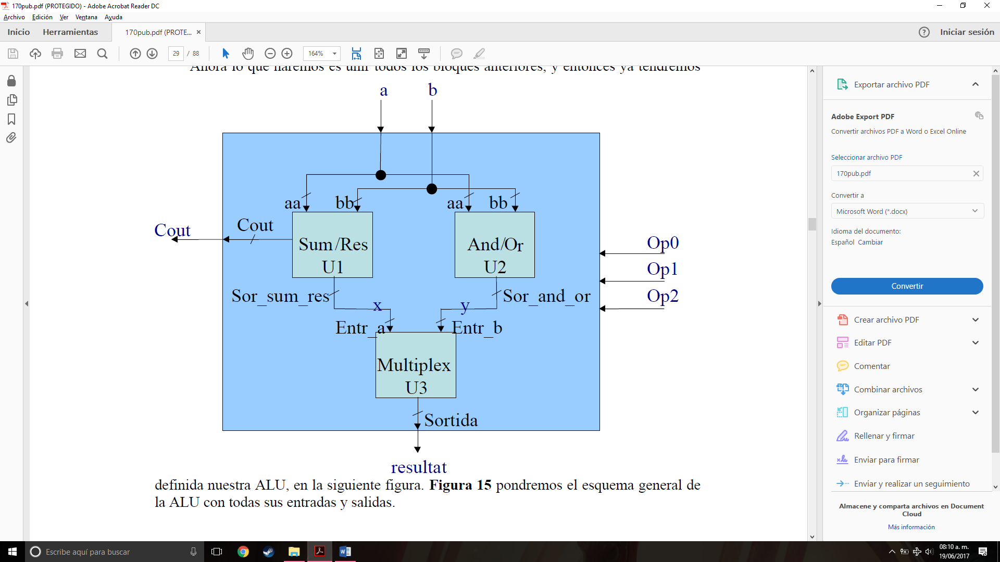 170pub.pdf (PROTEGIDO) - Adobe Acrobat Reader DC
Archivo Edición Ver Ventana Ayuda
Inicio Herramientas 170pub.pdf (PROTE... × Iniciar sesión
29 / 88 164%
Ahora lo que haremos es unir todos los bloques anteriores, y entonces ya tendremos
a b
aa bb aa bb
Cout Cout
Sum/Res And/Or
U1 U2
Op0
Op1
Op2
Sor_sum_res x y Sor_and_or
Entr_a Entr_b
Multiplex
U3
Sortida
resultat
definida nuestra ALU, en la siguiente figura. Figura 15 pondremos el esquema general de
la ALU con todas sus entradas y salidas.
Exportar archivo PDF
Adobe Export PDF
Convertir archivos PDF a Word o Excel Online
Seleccionar archivo PDF
170pub.pdf
Convertir a
Microsoft Word (*.docx)
Idioma del documento:
Español Cambiar
Convertir
Crear archivo PDF
Editar PDF
Comentar
Combinar archivos
Organizar páginas
Rellenar y firmar
Enviar para firmar
Enviar y realizar un seguimiento
Almacene y comparta archivos en Document
Cloud
Más información
Escribe aquí para buscar
08:10 a. m.
19/06/2017